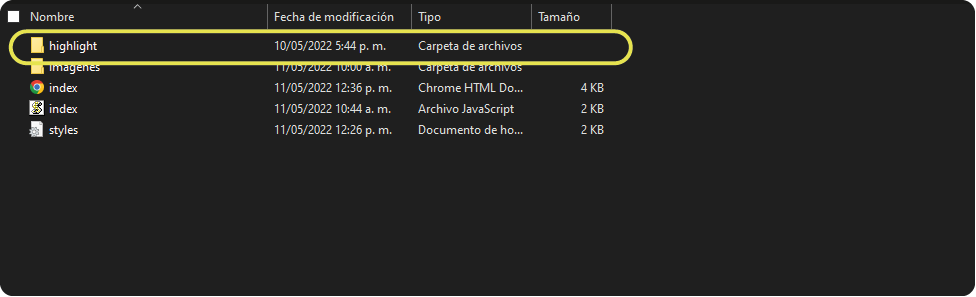 Nombre Fecha de modificación Tipo Tamaño
highlight 10/05/2022 5:44 p. m. Carpeta de archivos
imagenes 11/05/2022 10:00 a. m. Carpeta de archivos
index 11/05/2022 12:36 p. m. Chrome HTML Do... 4 KB
index 11/05/2022 10:44 a. m. Archivo JavaScript 2 KB
styles 11/05/2022 12:26 p. m. Documento de ho... 2 KB